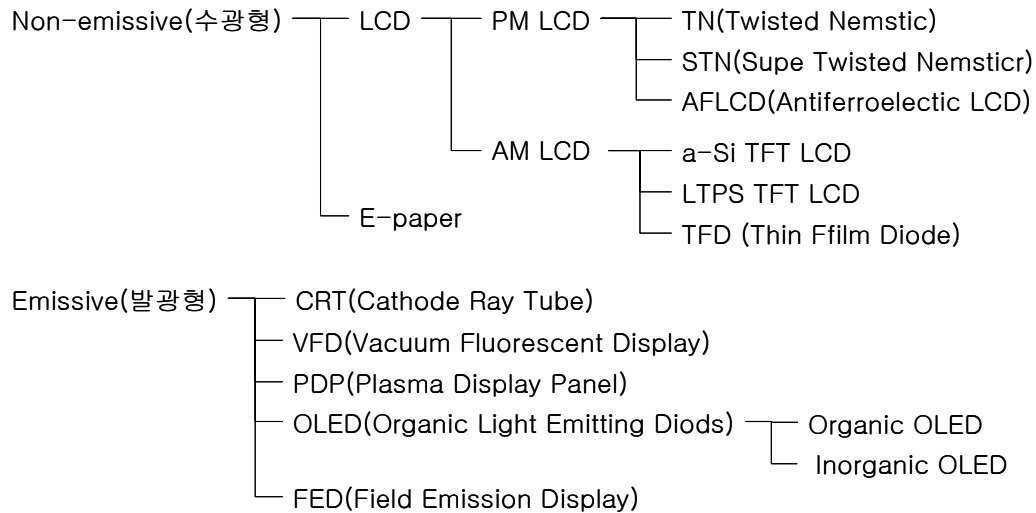 Non-emissive(수광형) LCD PM LCD TN(Twisted Nemstic)
STN(Supe Twisted Nemsticr)
AFLCD(Antiferroelectic LCD)
AM LCD a-Si TFT LCD
LTPS TFT LCD
E-paper
TFD (Thin Ffilm Diode)
Emissive(발광형) CRT(Cathode Ray Tube)
VFD(Vacuum Fluorescent Display)
PDP(Plasma Display Panel)
OLED(Organic Light Emitting Diods) Organic OLED
Inorganic OLED
FED(Field Emission Display)